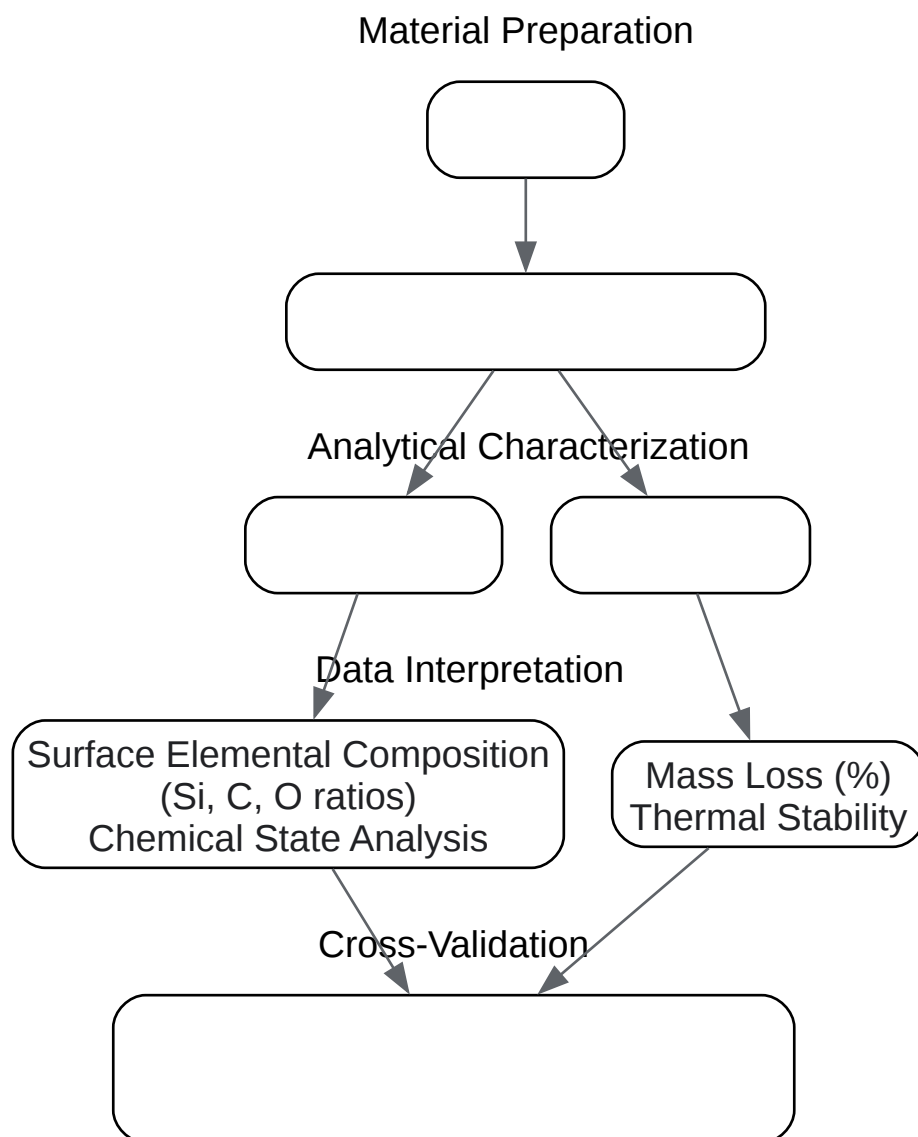 Material Preparation
Analytical Characterization
Data Interpretation
Surface Elemental Composition
(Si, C, O ratios)
Chemical State Analysis
Mass Loss (%)
Thermal Stability
Cross-Validation